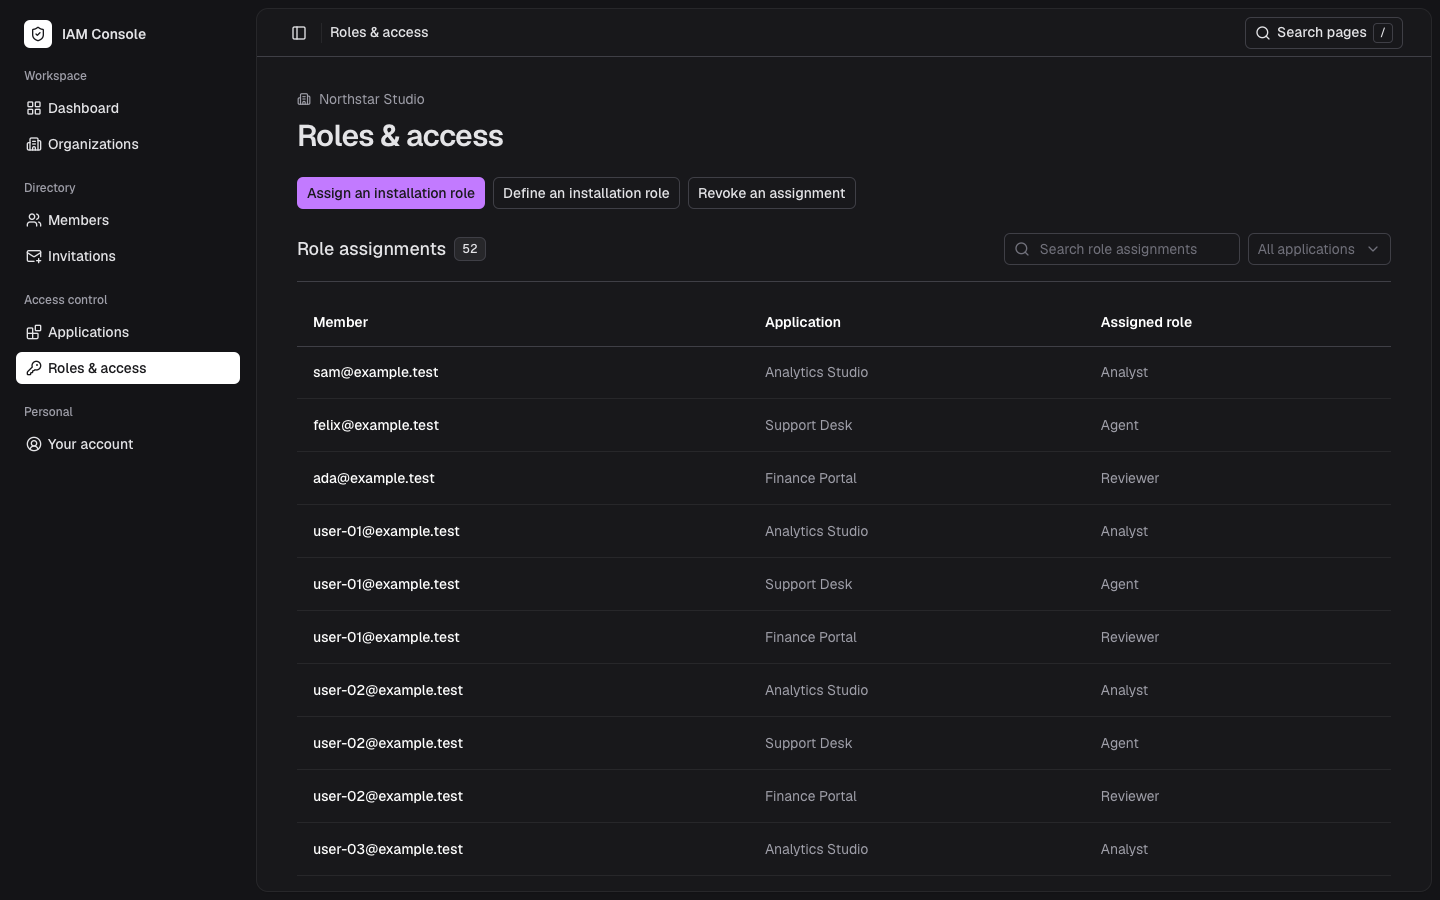 IAM Console
Workspace
Dashboard
Organizations
Directory
Members
Invitations
Access control
Applications
Roles & access
Personal
Your account
Roles & access
Search pages /
Northstar Studio
Roles & access
Assign an installation role
Define an installation role
Revoke an assignment
Role assignments 52
Search role assignments
All applications
Member Application Assigned role
sam@example.test Analytics Studio Analyst
felix@example.test Support Desk Agent
ada@example.test Finance Portal Reviewer
user-01@example.test Analytics Studio Analyst
user-01@example.test Support Desk Agent
user-01@example.test Finance Portal Reviewer
user-02@example.test Analytics Studio Analyst
user-02@example.test Support Desk Agent
user-02@example.test Finance Portal Reviewer
user-03@example.test Analytics Studio Analyst